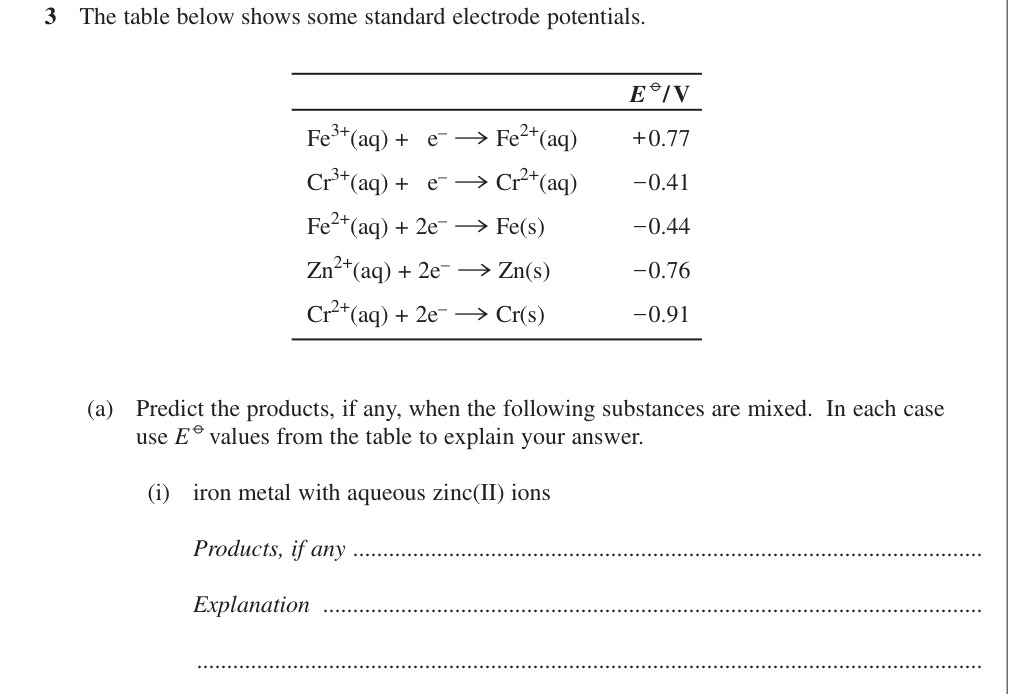 3 The table below shows some standard electrode potentials.
E⦵/V
Fe³⁺(aq) + e⁻ ⟶ Fe²⁺(aq) +0.77
Cr³⁺(aq) + e⁻ ⟶ Cr²⁺(aq) −0.41
Fe²⁺(aq) + 2e⁻ ⟶ Fe(s) −0.44
Zn²⁺(aq) + 2e⁻ ⟶ Zn(s) −0.76
Cr²⁺(aq) + 2e⁻ ⟶ Cr(s) −0.91
(a) Predict the products, if any, when the following substances are mixed. In each case
use E⦵ values from the table to explain your answer.
(i) iron metal with aqueous zinc(II) ions
Products, if any ..........................................................................................................
Explanation ...............................................................................................................
....................................................................................................................................